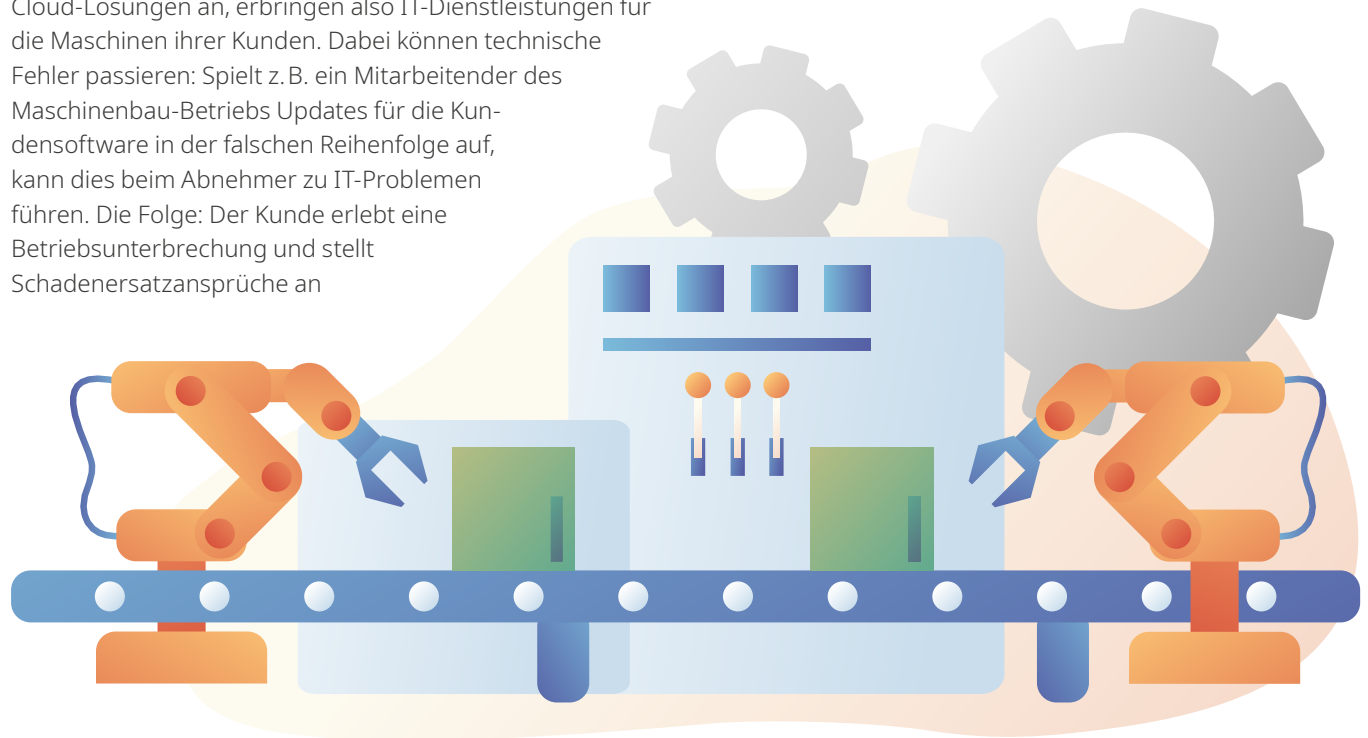 Cloud-Lösungen an, erbringen also IT-Dienstleistungen für
die Maschinen ihrer Kunden. Dabei können technische
Fehler passieren: Spielt z. B. ein Mitarbeitender des
Maschinenbau-Betriebs Updates für die Kun-
densoftware in der falschen Reihenfolge auf,
kann dies beim Abnehmer zu IT-Problemen
führen. Die Folge: Der Kunde erlebt eine
Betriebsunterbrechung und stellt
Schadenersatzansprüche an